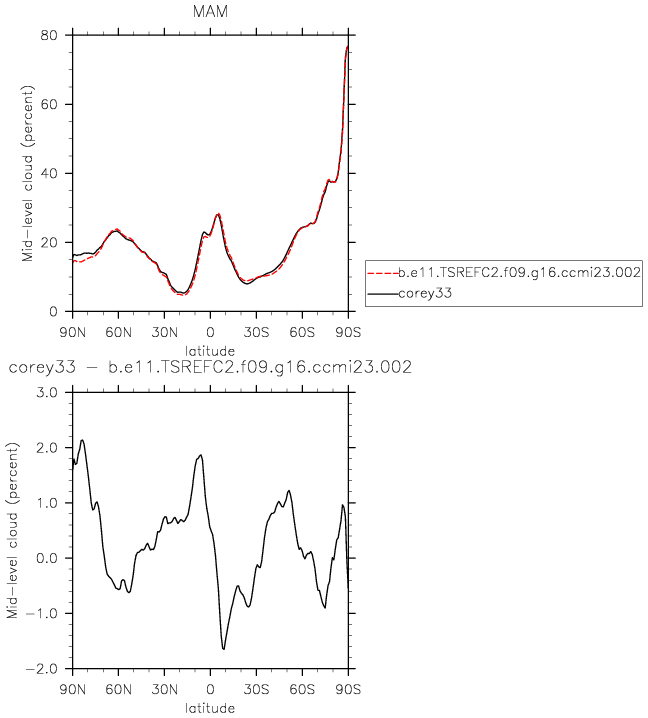 MAM
80
60
40
20
0
Mid-level cloud (percent)
90N 60N 30N 0 30S 60S 90S
latitude
b.e11.TSREFC2.f09.g16.ccmi23.002
corey33
corey33 - b.e11.TSREFC2.f09.g16.ccmi23.002
3.0
2.0
1.0
0.0
-1.0
-2.0
Mid-level cloud (percent)
90N 60N 30N 0 30S 60S 90S
latitude